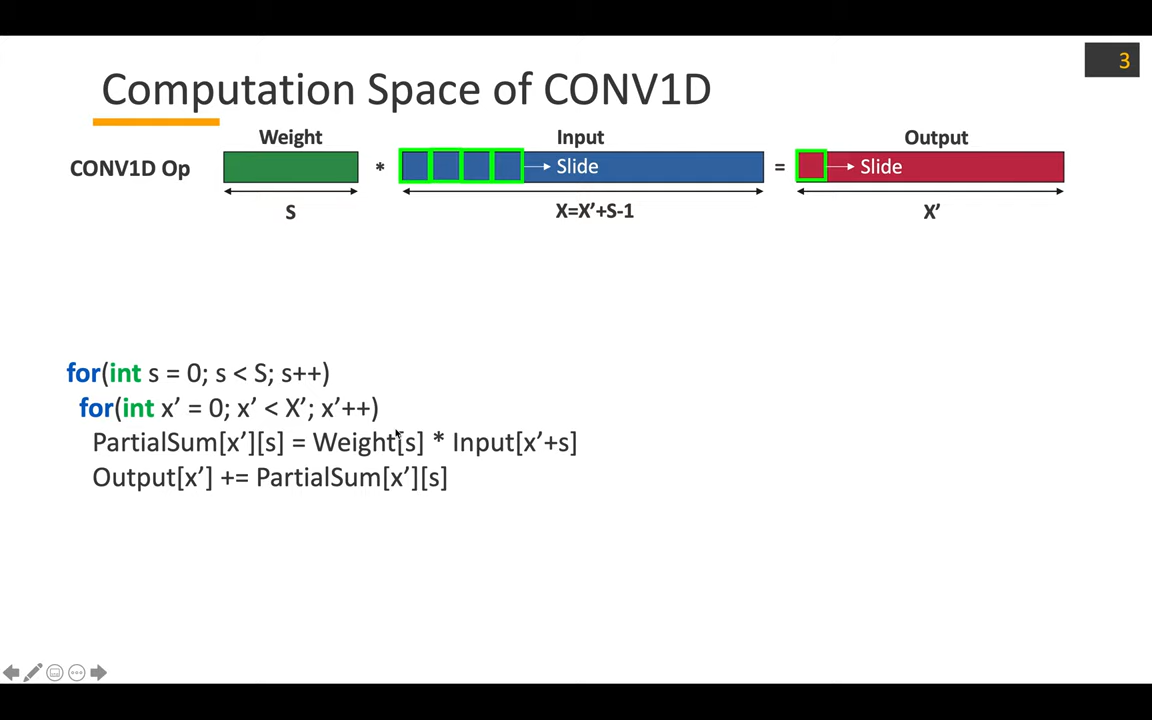 3
Computation Space of CONV1D
Weight Input Output
CONV1D Op * → Slide = → Slide
S X=X’+S-1 X’
for(int s = 0; s < S; s++)
for(int x’ = 0; x’ < X’; x’++)
PartialSum[x’][s] = Weight[s] * Input[x’+s]
Output[x’] += PartialSum[x’][s]